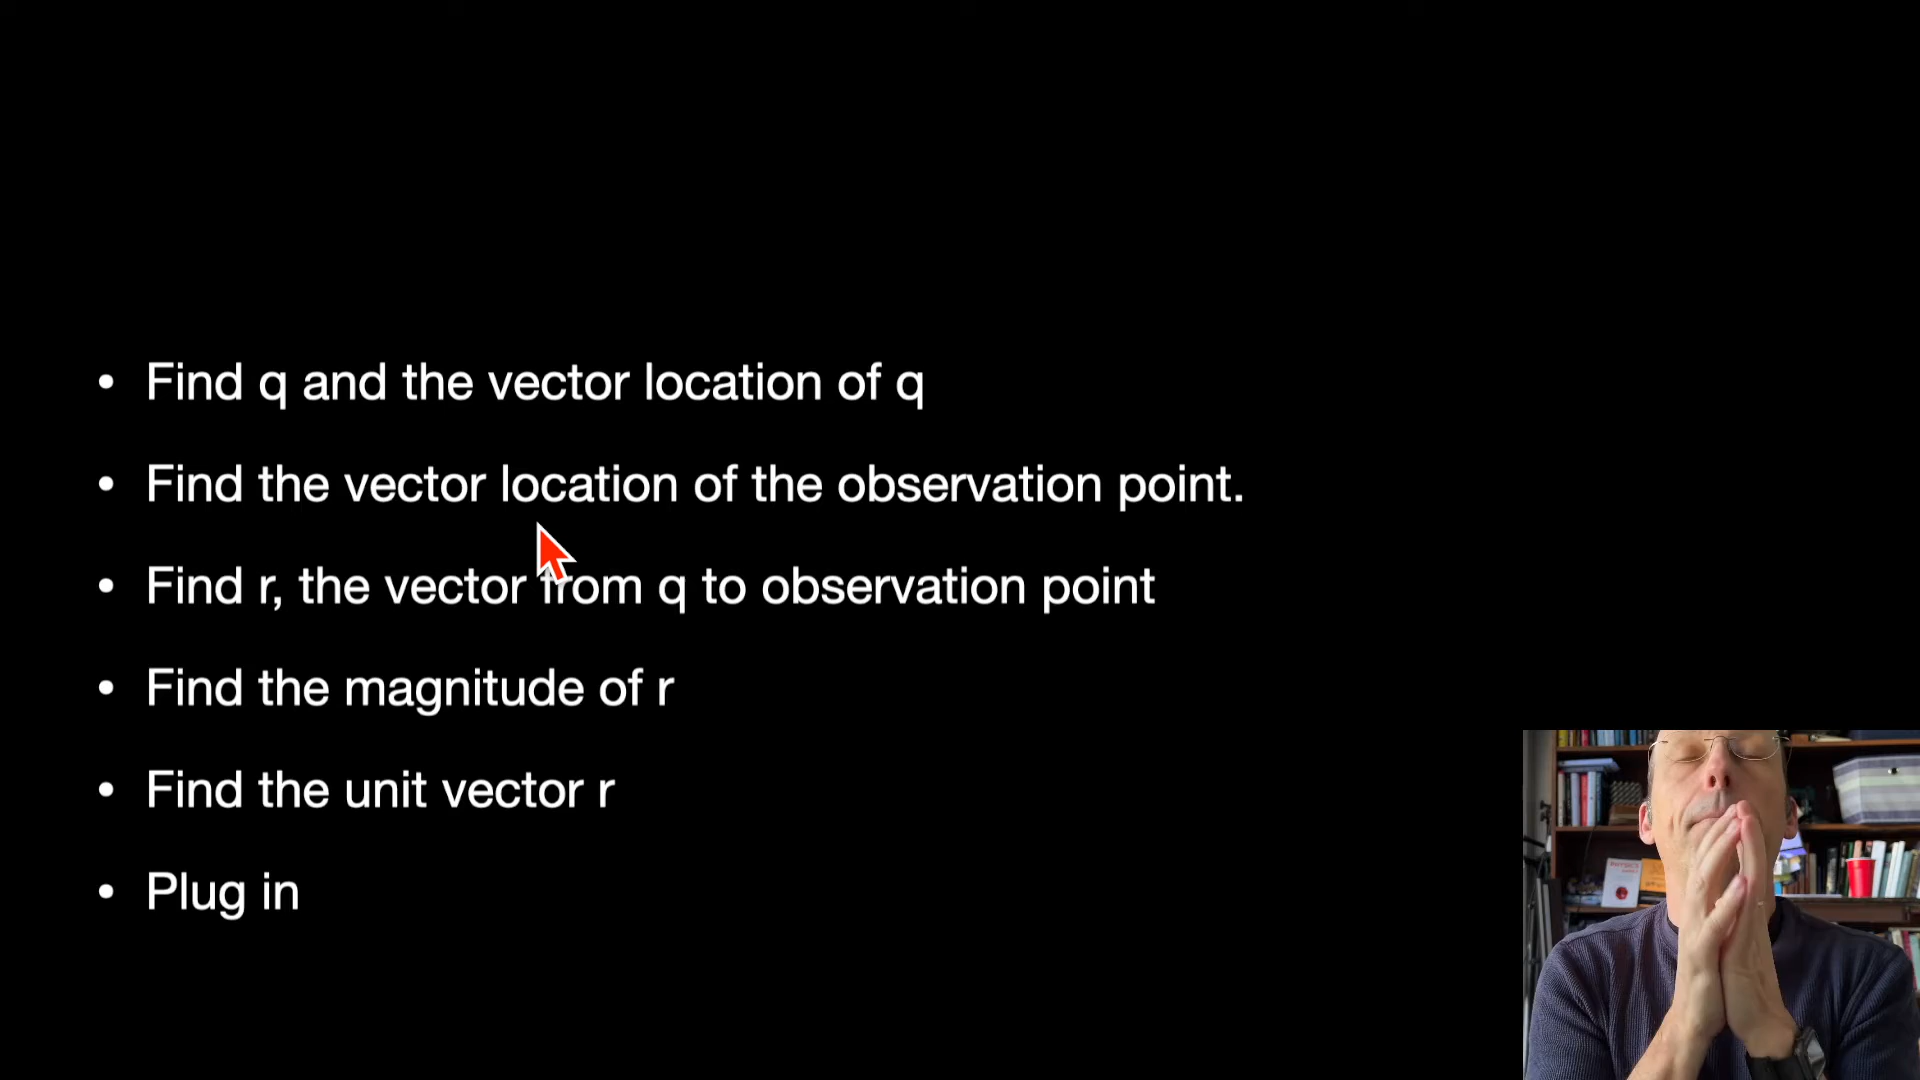 • Find q and the vector location of q
• Find the vector location of the observation point.
• Find r, the vector from q to observation point
• Find the magnitude of r
• Find the unit vector r
• Plug in